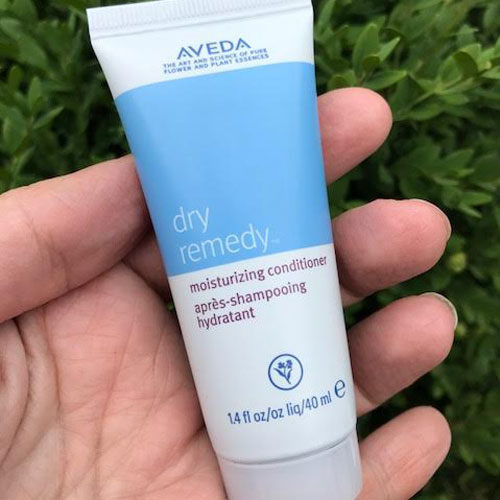 AVEDA
THE ART AND SCIENCE OF PURE
FLOWER AND PLANT ESSENCES
dry
remedy™
moisturizing conditioner
après-shampooing
hydratant
1.4 fl oz/oz liq/40 ml e